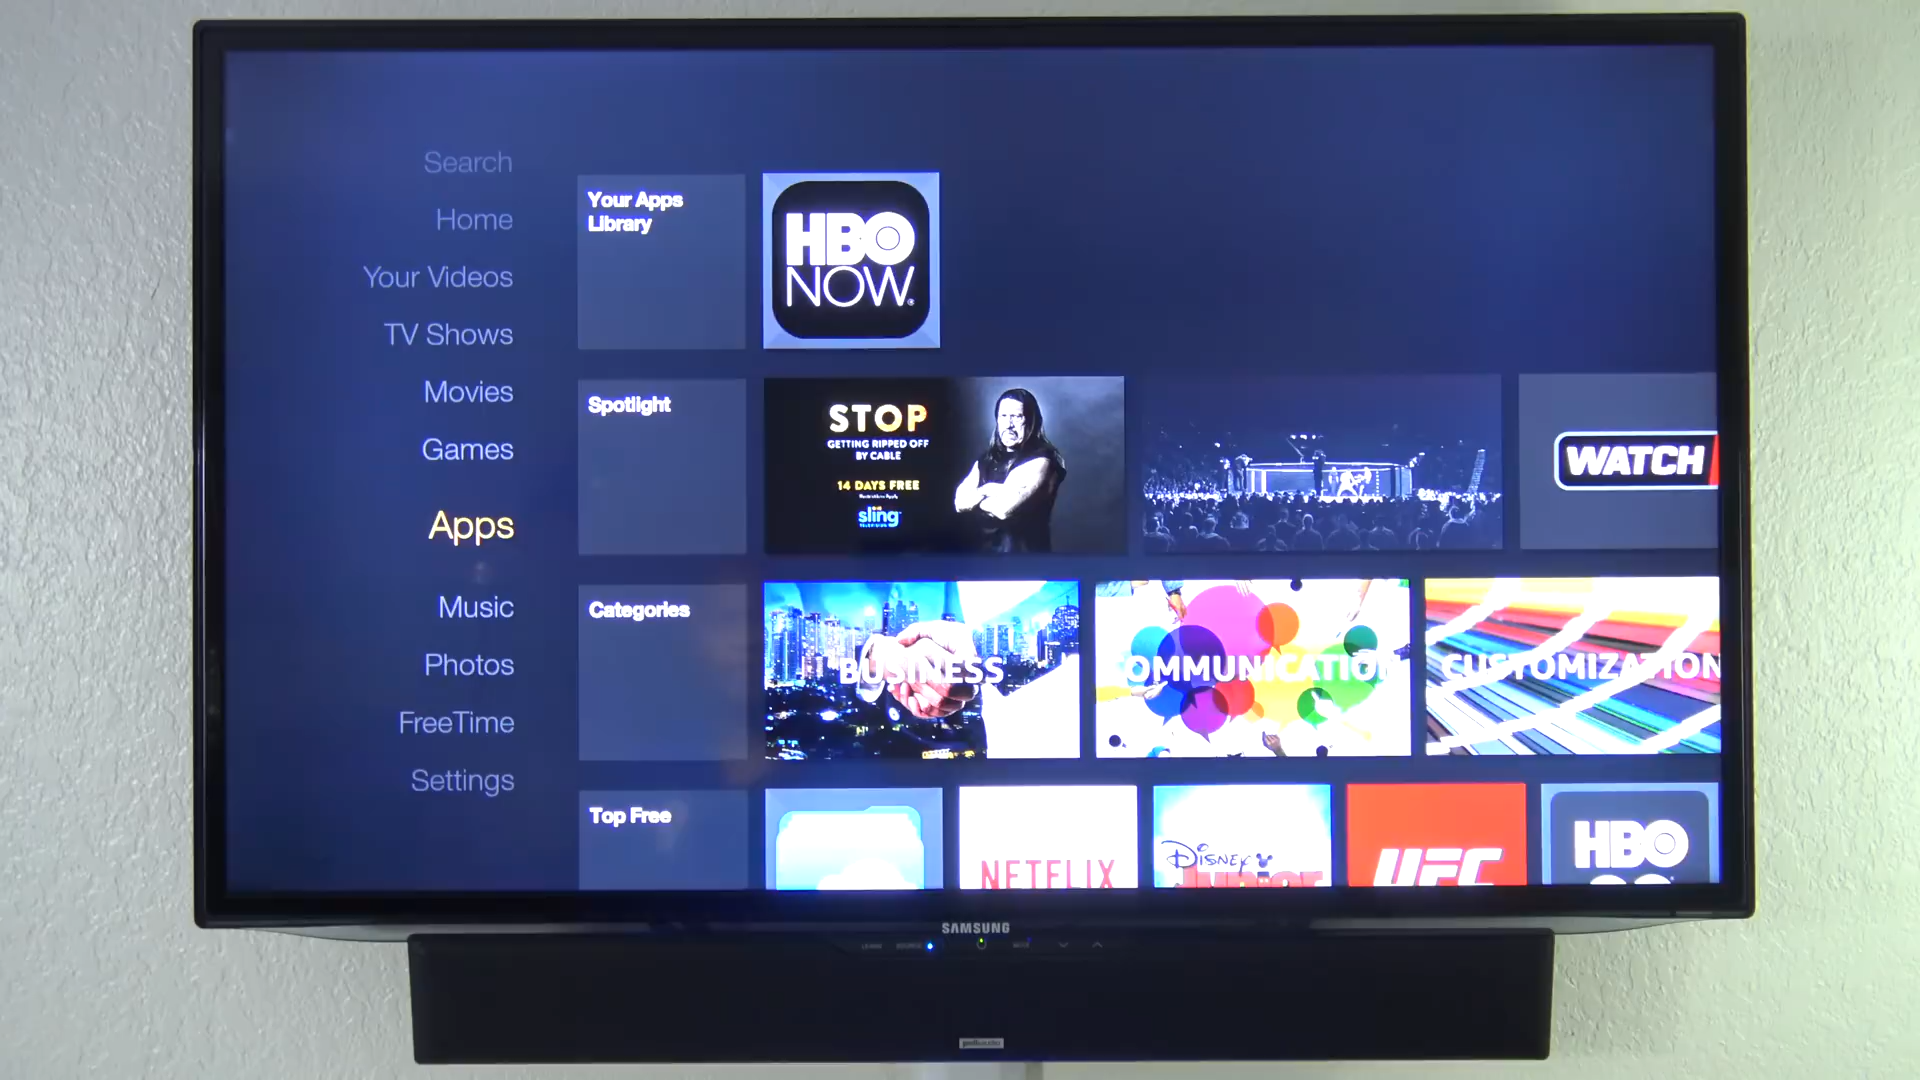 Search
Home
Your Videos
TV Shows
Movies
Games
Apps
Music
Photos
FreeTime
Settings
Your Apps
Library
HBO
NOW.
Spotlight
STOP
GETTING RIPPED OFF
BY CABLE
14 DAYS FREE
sling
WATCH
Categories
BUSINESS
OMMUNICATION
CUSTOMIZATION
Top Free
NETFLIX
DISNEY
Junior
UFC
HBO
SAMSUNG
polkaudio